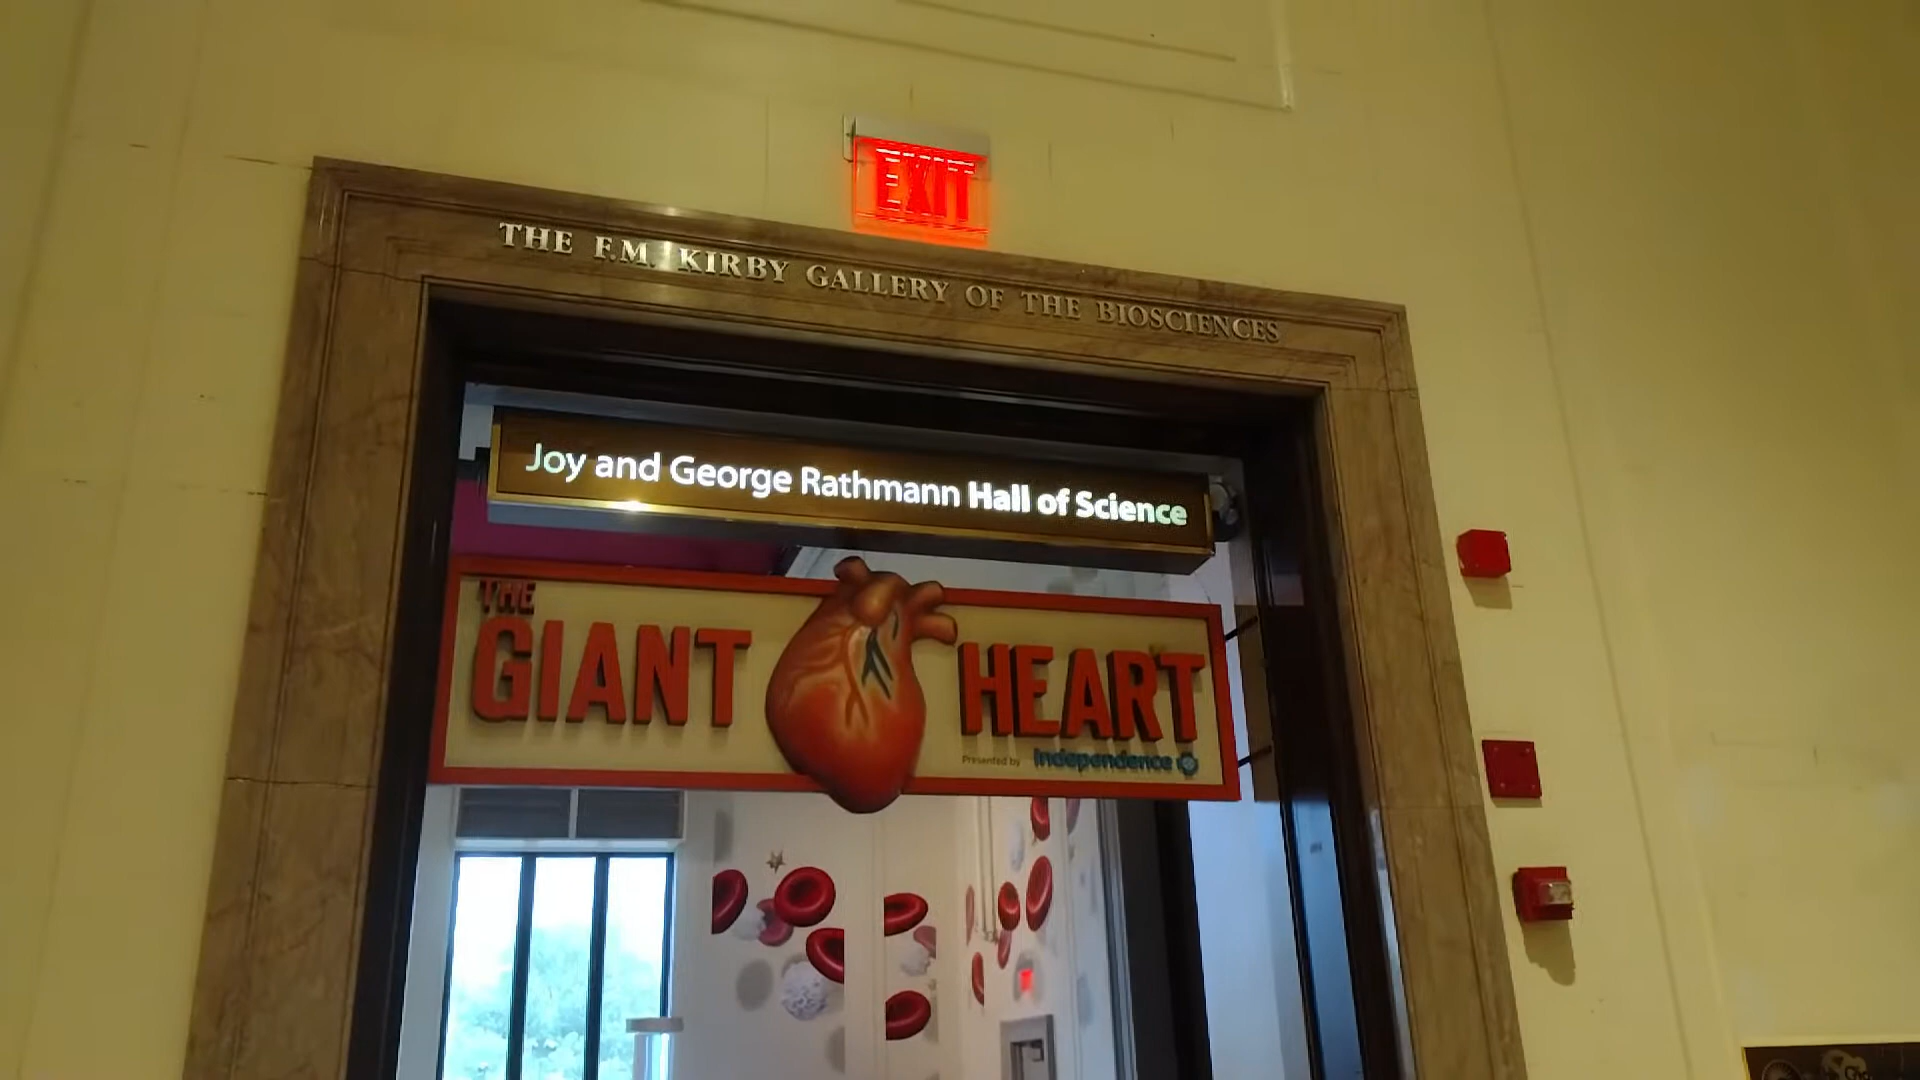 EXIT
THE F.M. KIRBY GALLERY OF THE BIOSCIENCES
Joy and George Rathmann Hall of Science
THE
GIANT HEART
Presented by Independence